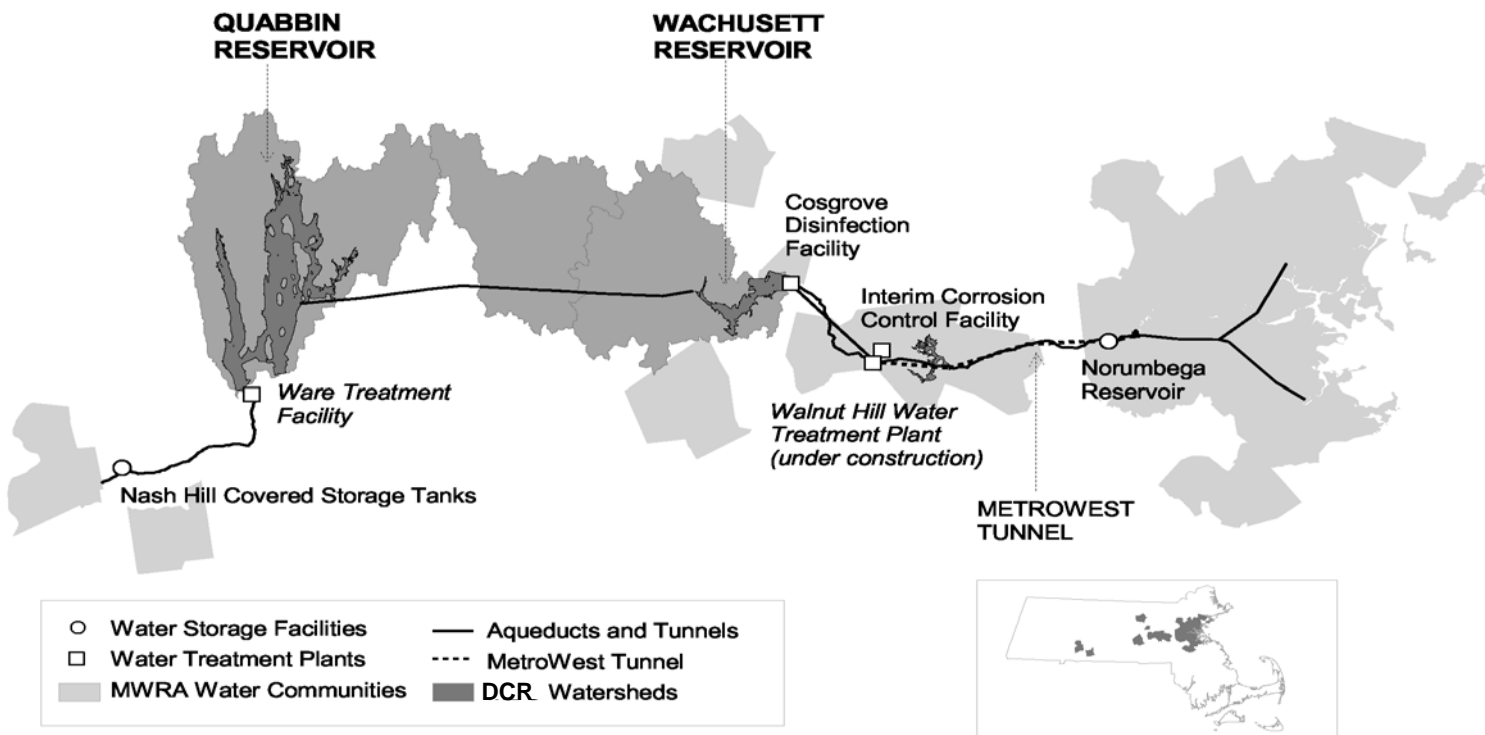 QUABBIN
RESERVOIR
WACHUSETT
RESERVOIR
Cosgrove
Disinfection
Facility
Interim Corrosion
Control Facility
Norumbega
Reservoir
Ware Treatment
Facility
Walnut Hill Water
Treatment Plant
(under construction)
Nash Hill Covered Storage Tanks
METROWEST
TUNNEL
Water Storage Facilities
Aqueducts and Tunnels
Water Treatment Plants
MetroWest Tunnel
MWRA Water Communities
DCR Watersheds